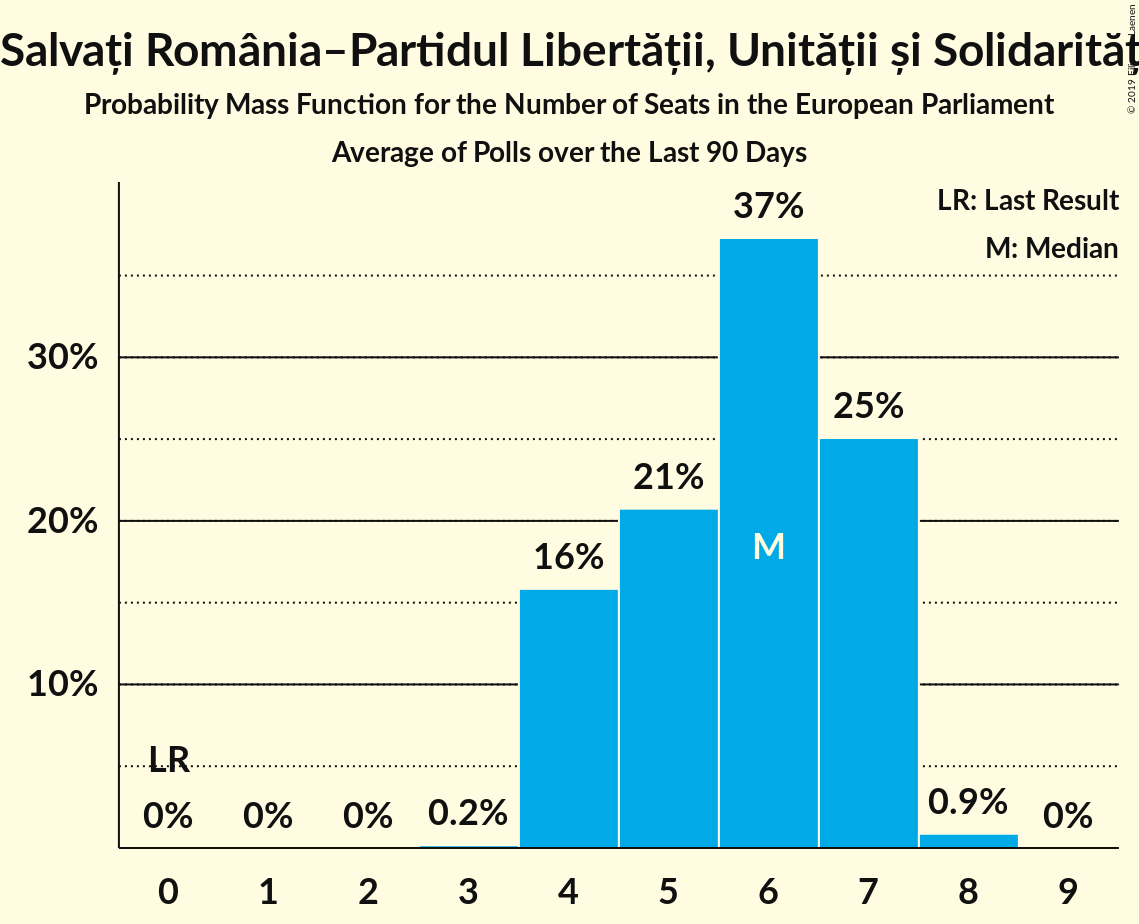 Salvați România–Partidul Libertății, Unității și Solidarităț
Probability Mass Function for the Number of Seats in the European Parliament
Average of Polls over the Last 90 Days
© 2019
LR: Last Result
M: Median
37%
25%
21%
16%
M
LR
0%
0%
0%
0.2%
0.9%
0%
30%
20%
10%
0 1 2 3 4 5 6 7 8 9